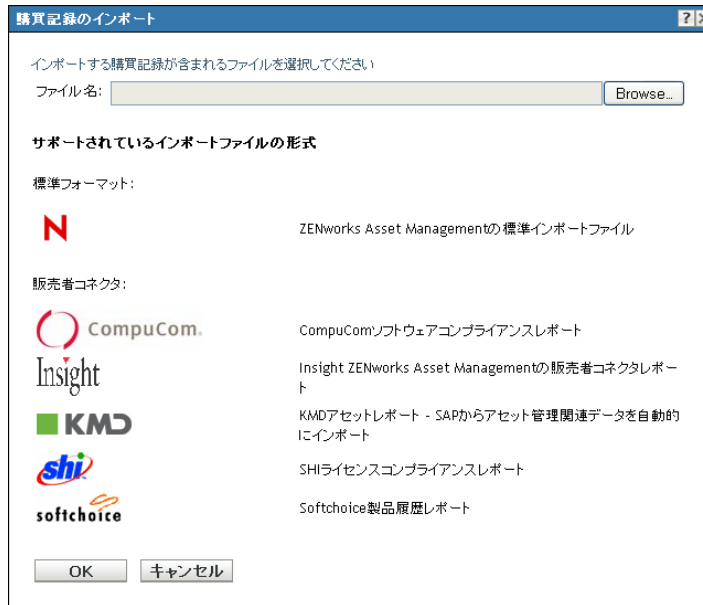 購買記録のインポート
?
インポートする購買記録が含まれるファイルを選択してください
ファイル名:
Browse...
サポートされているインポートファイルの形式
標準フォーマット:
N
ZENworks Asset Managementの標準インポートファイル
販売者コネクタ:
CompuCom.
CompuComソフトウェアコンプライアンスレポート
Insight
Insight ZENworks Asset Managementの販売者コネクタレポー
ト
KMD
KMDアセットレポート - SAPからアセット管理関連データを自動的
にインポート
shi
SHIライセンスコンプライアンスレポート
softchoice
Softchoice製品履歴レポート
OK
キャンセル